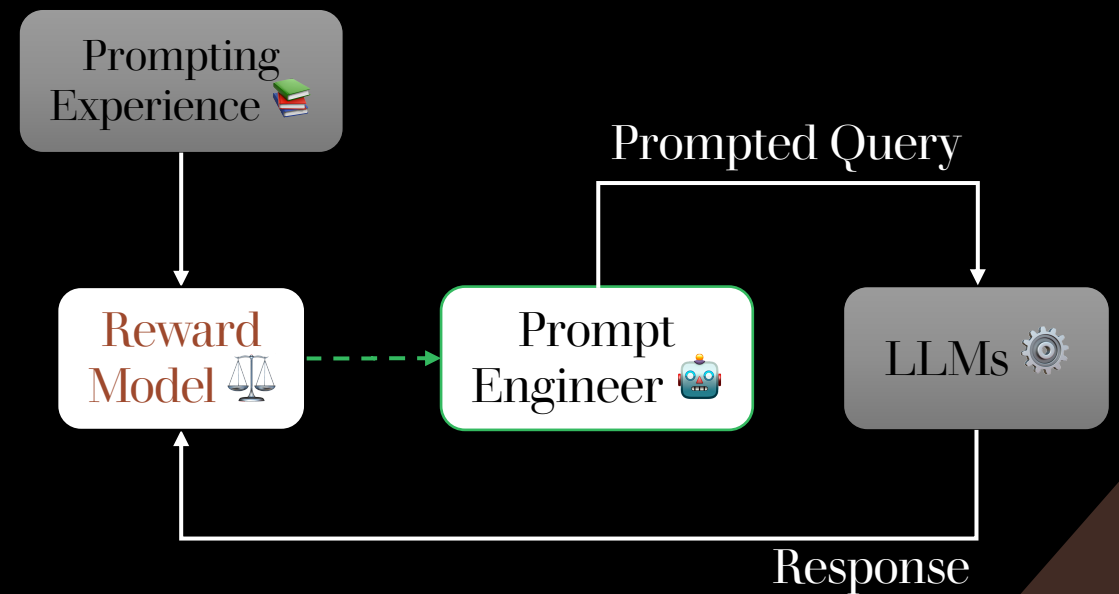 Prompting
Experience 📚
Prompted Query
Reward
Model ⚖️
Prompt
Engineer 🤖
LLMs ⚙️
Response